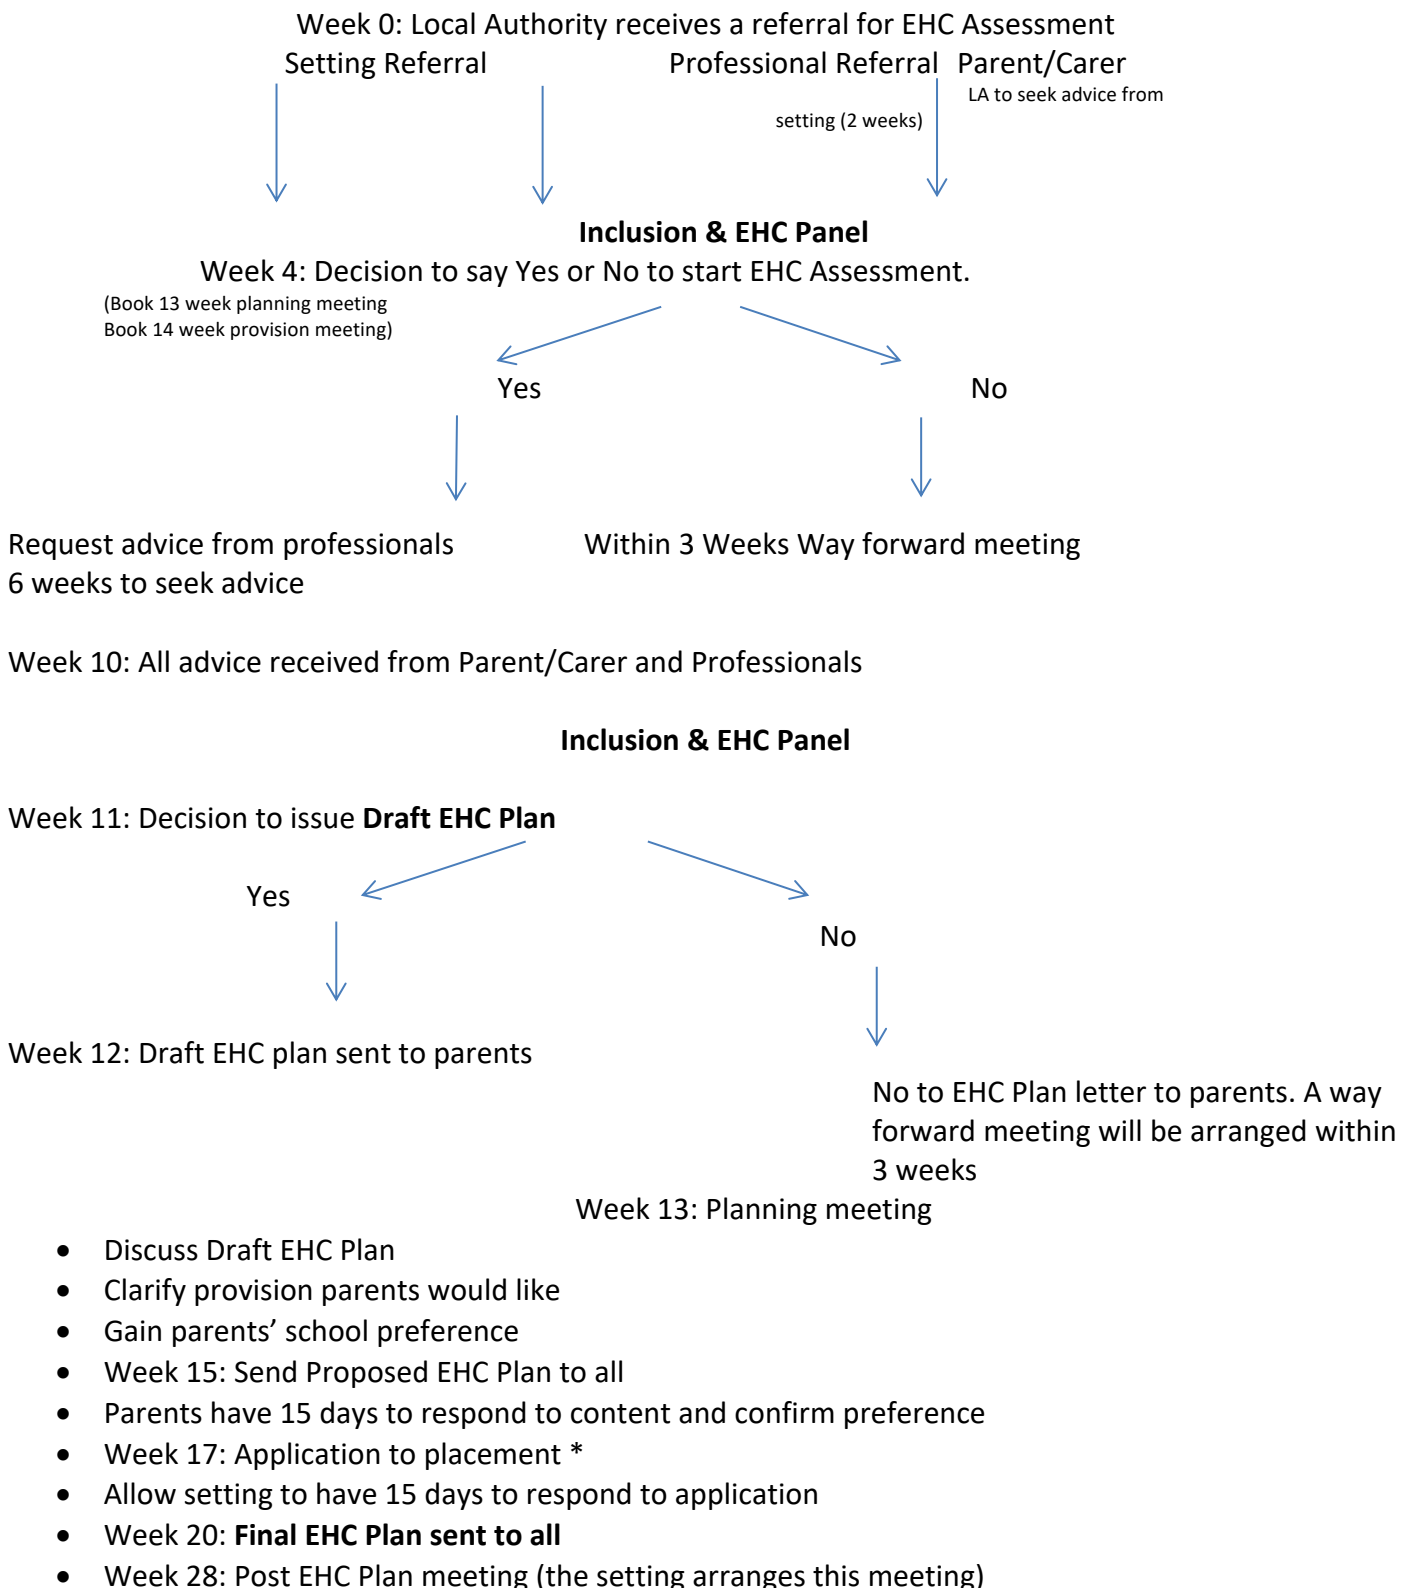 Week 0: Local Authority receives a referral for EHC Assessment
Setting Referral Professional Referral Parent/Carer
LA to seek advice from
setting (2 weeks)
Inclusion & EHC Panel
Week 4: Decision to say Yes or No to start EHC Assessment.
(Book 13 week planning meeting
Book 14 week provision meeting)
Yes No
Request advice from professionals Within 3 Weeks Way forward meeting
6 weeks to seek advice
Week 10: All advice received from Parent/Carer and Professionals
Inclusion & EHC Panel
Week 11: Decision to issue Draft EHC Plan
Yes
No
Week 12: Draft EHC plan sent to parents
No to EHC Plan letter to parents. A way
forward meeting will be arranged within
3 weeks
Week 13: Planning meeting
• Discuss Draft EHC Plan
• Clarify provision parents would like
• Gain parents’ school preference
• Week 15: Send Proposed EHC Plan to all
• Parents have 15 days to respond to content and confirm preference
• Week 17: Application to placement *
• Allow setting to have 15 days to respond to application
• Week 20: Final EHC Plan sent to all
• Week 28: Post EHC Plan meeting (the setting arranges this meeting)